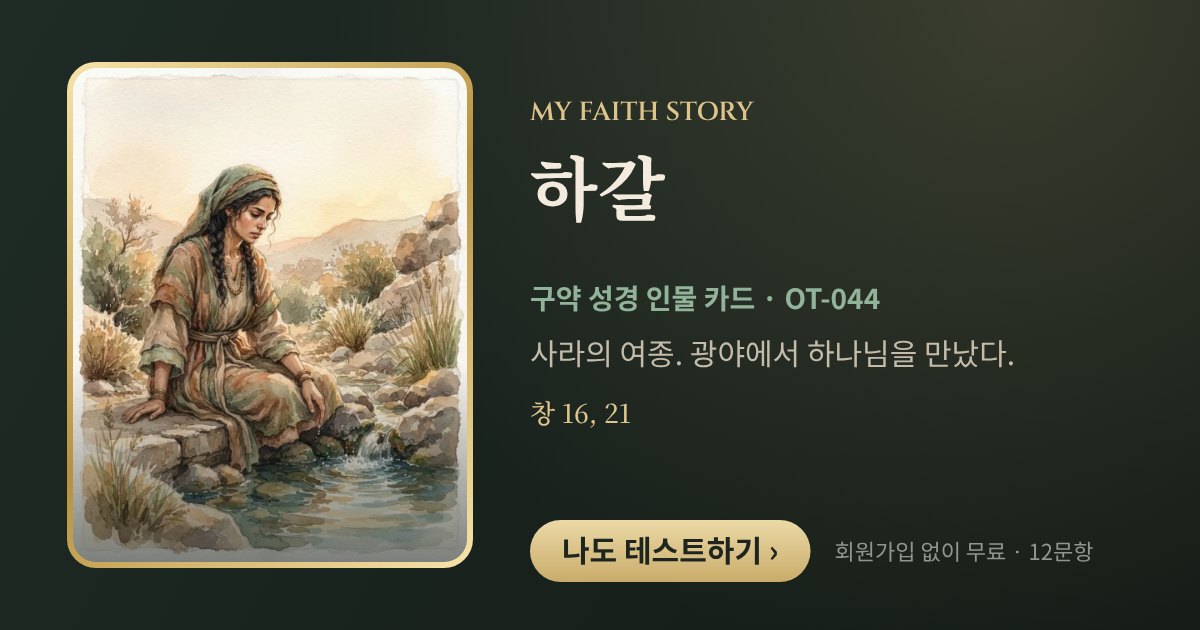 MY FAITH STORY
하갈
구약 성경 인물 카드 · OT-044
사라의 여종. 광야에서 하나님을 만났다.
창 16, 21
나도 테스트하기 ›
회원가입 없이 무료 · 12문항